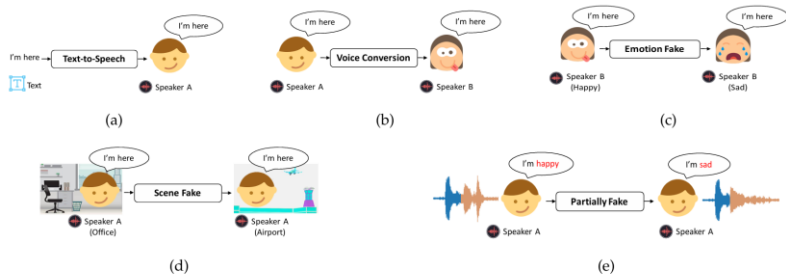 I'm here
I'm here
Text-to-Speech
Text
Speaker A
(a)
I'm here
I'm here
Voice Conversion
Speaker A
Speaker B
(b)
I'm here
I'm here
Emotion Fake
Speaker B
(Happy)
Speaker B
(Sad)
(c)
I'm here
I'm here
Scene Fake
Speaker A
(Office)
Speaker A
(Airport)
(d)
I'm happy
I'm sad
Partially Fake
Speaker A
Speaker A
(e)